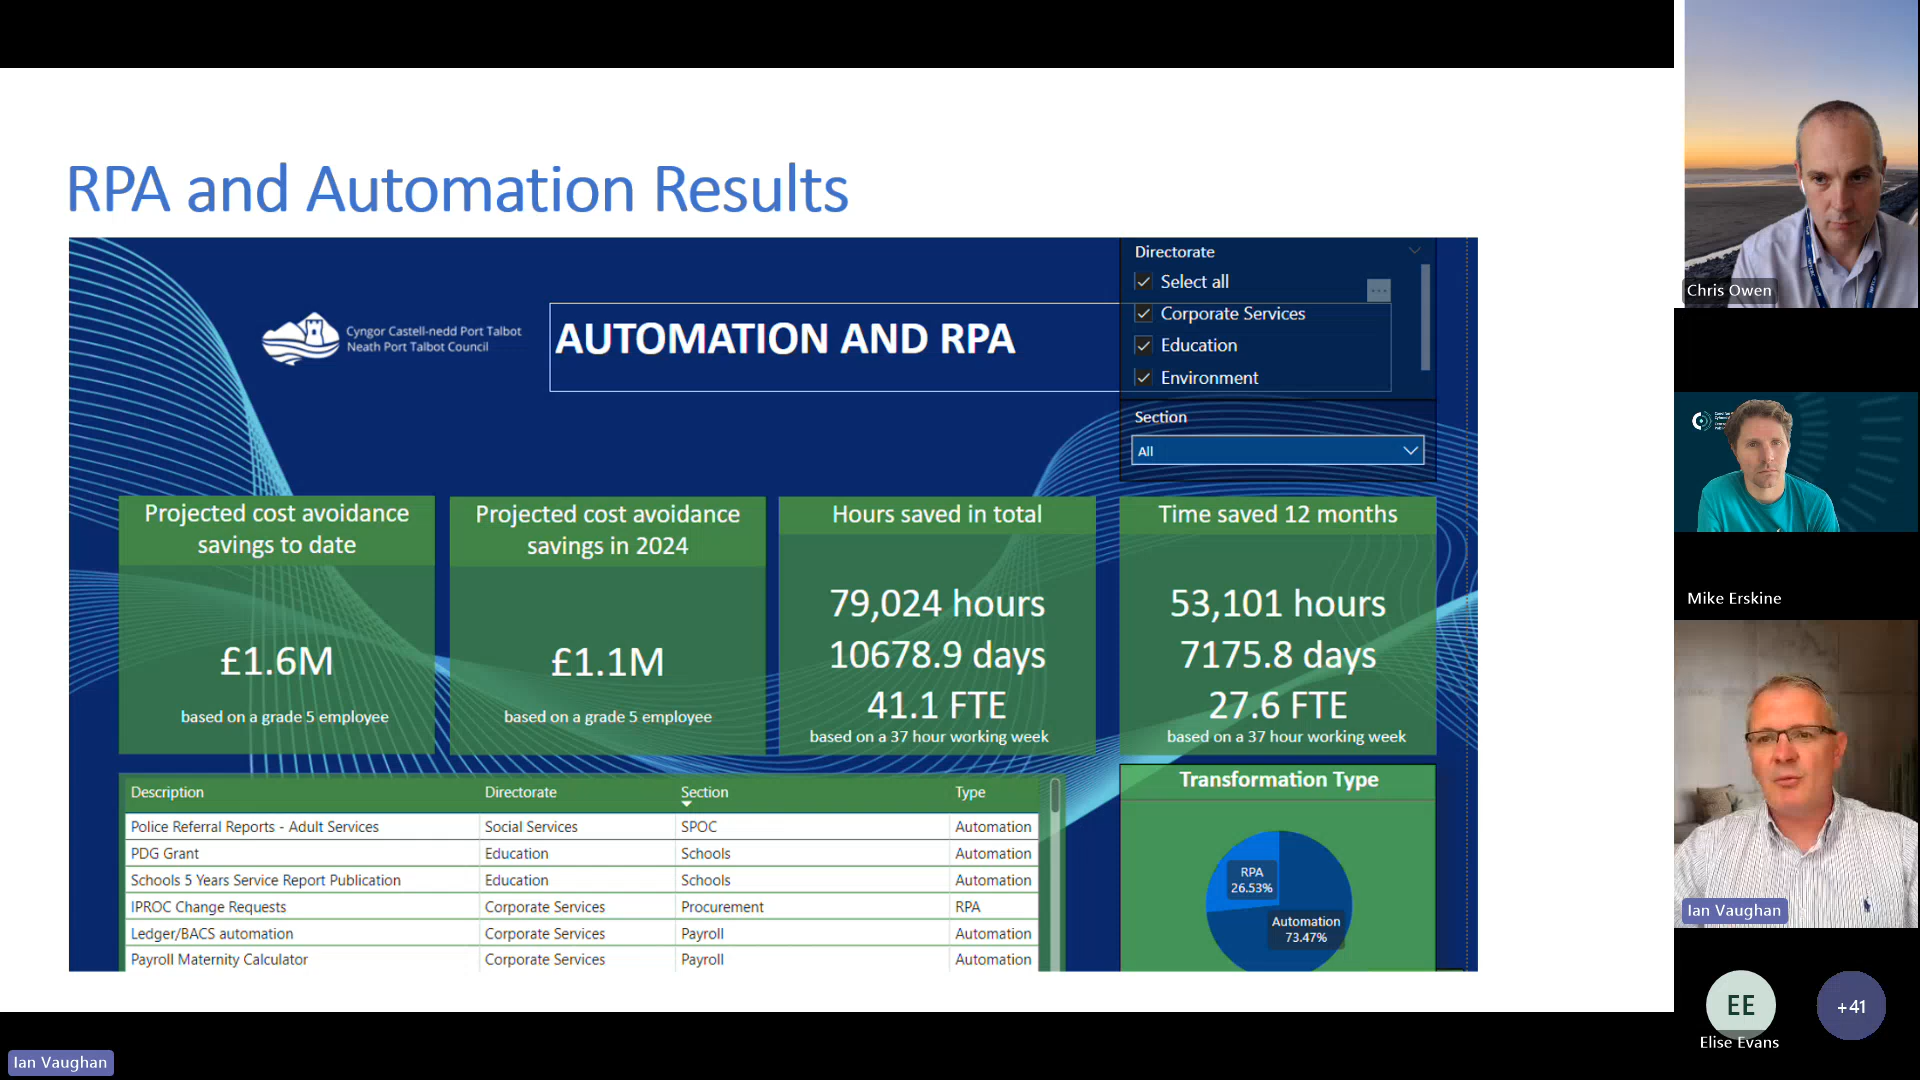 RPA and Automation Results
Cyngor Castell-nedd Port Talbot
Neath Port Talbot Council
AUTOMATION AND RPA
Directorate
Select all
Corporate Services
Education
Environment
Section
All
Projected cost avoidance
savings to date
£1.6M
based on a grade 5 employee
Projected cost avoidance
savings in 2024
£1.1M
based on a grade 5 employee
Hours saved in total
79,024 hours
10678.9 days
41.1 FTE
based on a 37 hour working week
Time saved 12 months
53,101 hours
7175.8 days
27.6 FTE
based on a 37 hour working week
Description Directorate Section Type
Police Referral Reports - Adult Services Social Services SPOC Automation
PDG Grant Education Schools Automation
Schools 5 Years Service Report Publication Education Schools Automation
IPROC Change Requests Corporate Services Procurement RPA
Ledger/BACS automation Corporate Services Payroll Automation
Payroll Maternity Calculator Corporate Services Payroll Automation
Transformation Type
RPA
26.53%
Automation
73.47%
Chris Owen
Mike Erskine
Ian Vaughan
EE
+41
Elise Evans
Ian Vaughan